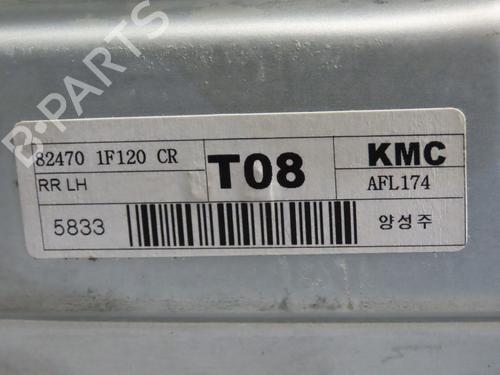 B-PARTS
82470 1F120 CR
T08
KMC
RR LH
AFL174
5833
양성주